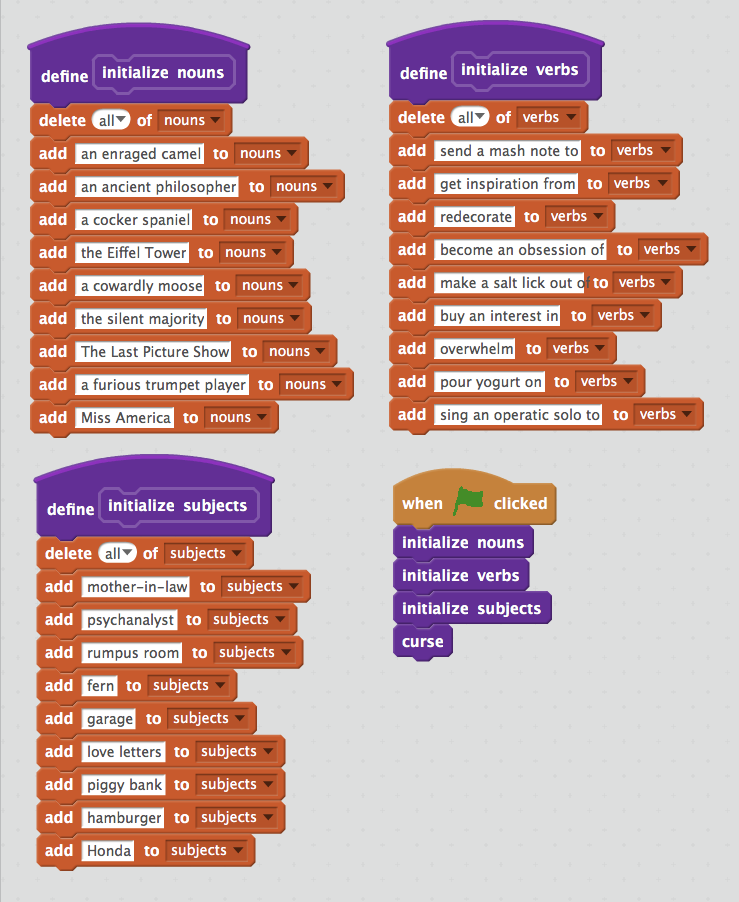 define initialize nouns
delete all of nouns
add an enraged camel to nouns
add an ancient philosopher to nouns
add a cocker spaniel to nouns
add the Eiffel Tower to nouns
add a cowardly moose to nouns
add the silent majority to nouns
add The Last Picture Show to nouns
add a furious trumpet player to nouns
add Miss America to nouns
define initialize verbs
delete all of verbs
add send a mash note to to verbs
add get inspiration from to verbs
add redecorate to verbs
add become an obsession of to verbs
add make a salt lick out of to verbs
add buy an interest in to verbs
add overwhelm to verbs
add pour yogurt on to verbs
add sing an operatic solo to to verbs
define initialize subjects
delete all of subjects
add mother-in-law to subjects
add psychanalyst to subjects
add rumpus room to subjects
add fern to subjects
add garage to subjects
add love letters to subjects
add piggy bank to subjects
add hamburger to subjects
add Honda to subjects
when clicked
initialize nouns
initialize verbs
initialize subjects
curse